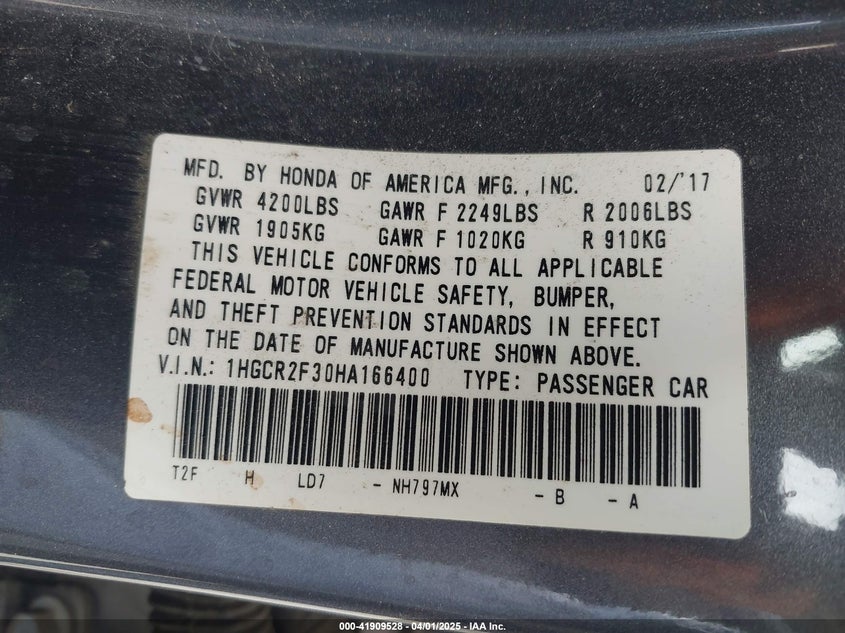 MFD. BY HONDA OF AMERICA MFG., INC. 02/'17
GVWR 4200LBS GAWR F 2249LBS R 2006LBS
GVWR 1905KG GAWR F 1020KG R 910KG
THIS VEHICLE CONFORMS TO ALL APPLICABLE
FEDERAL MOTOR VEHICLE SAFETY, BUMPER,
AND THEFT PREVENTION STANDARDS IN EFFECT
ON THE DATE OF MANUFACTURE SHOWN ABOVE.
V.I.N.: 1HGCR2F30HA166400 TYPE: PASSENGER CAR
T2F H LD7 - NH797MX - B - A
000-41909528 - 04/01/2025 - IAA Inc.